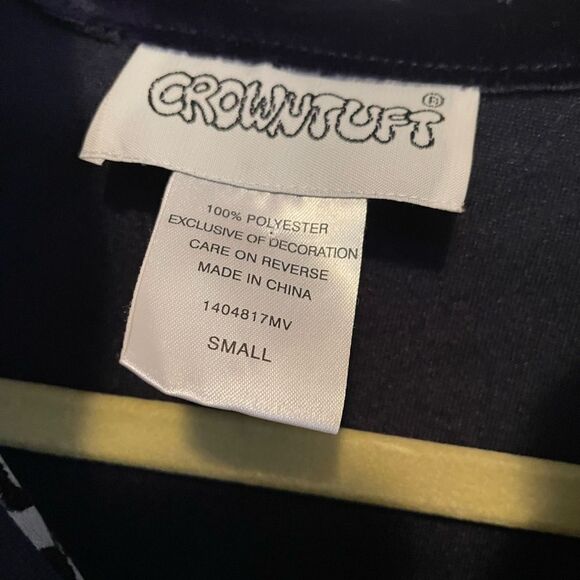 CROWNTUFT ®
100% POLYESTER
EXCLUSIVE OF DECORATION
CARE ON REVERSE
MADE IN CHINA
1404817MV
SMALL